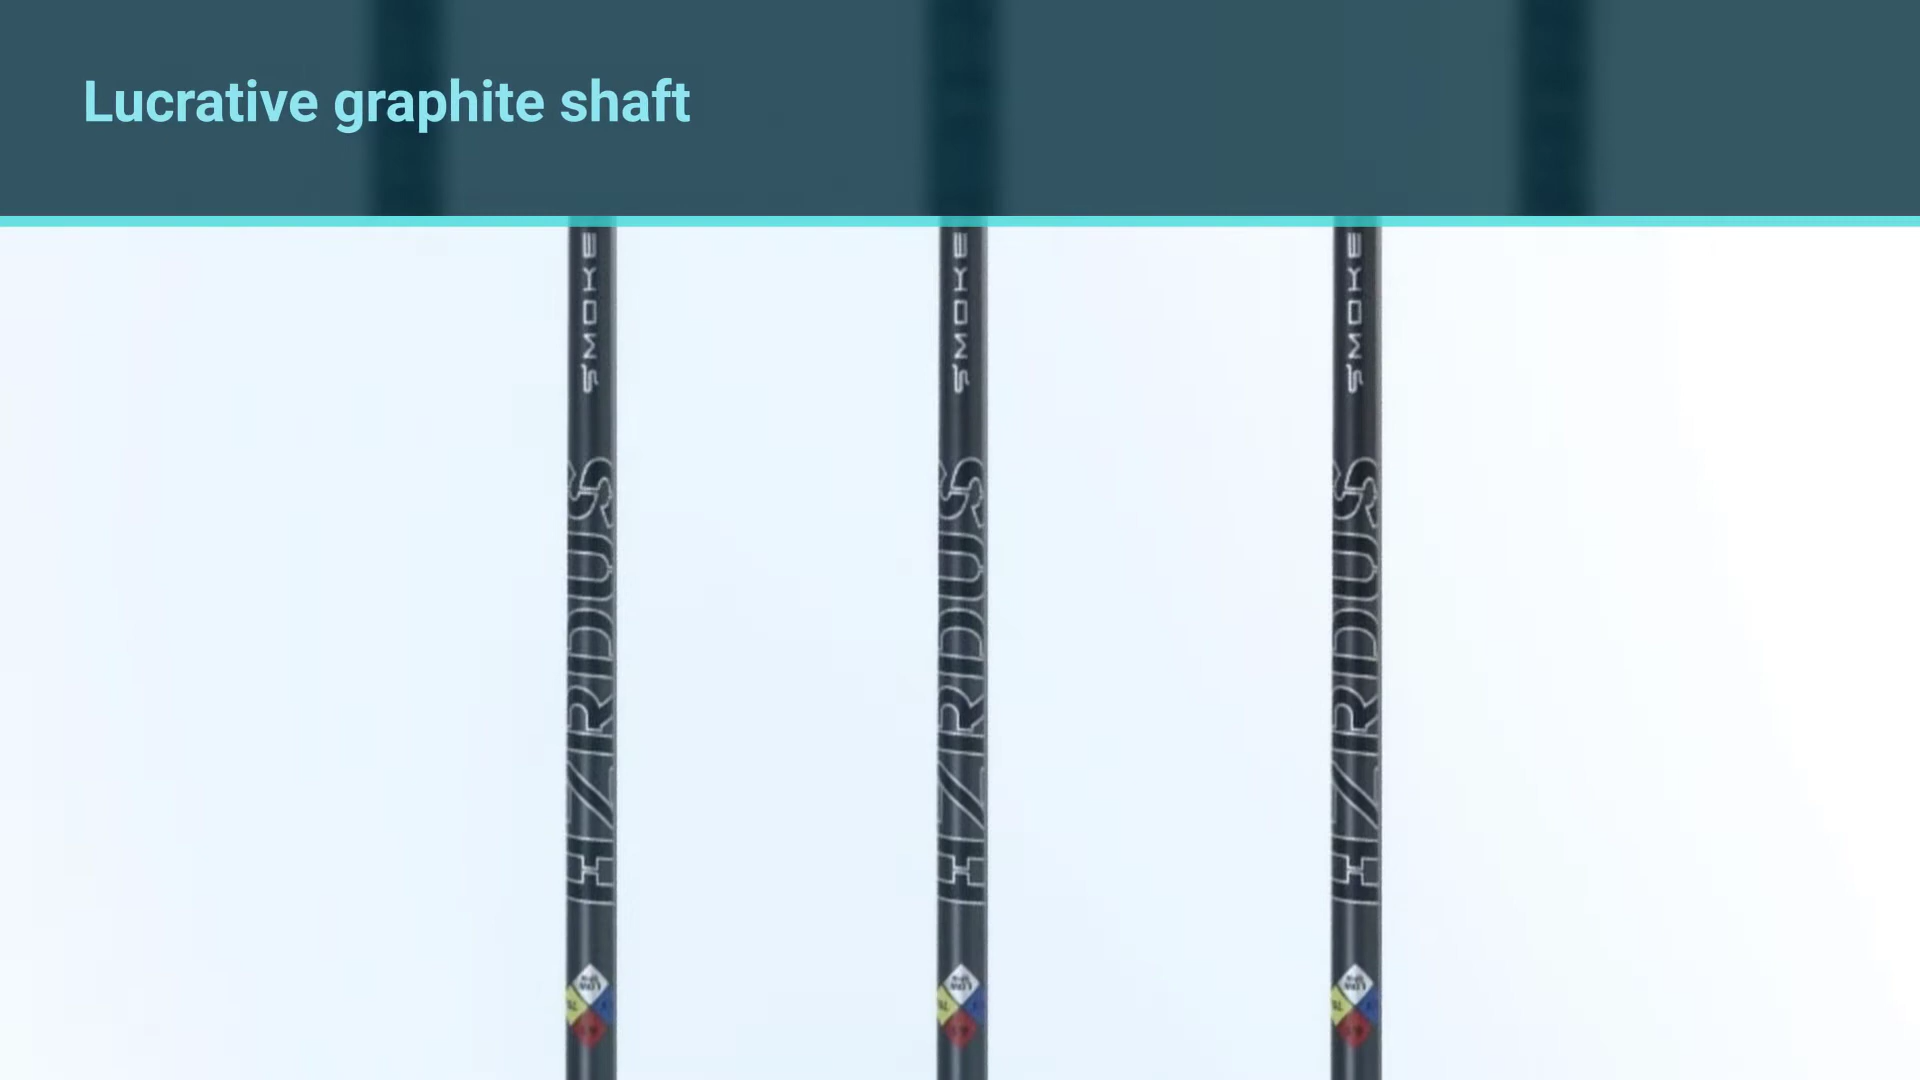 Lucrative graphite shaft
SMOKE
SMOKE
SMOKE
HZRDUS
HZRDUS
HZRDUS